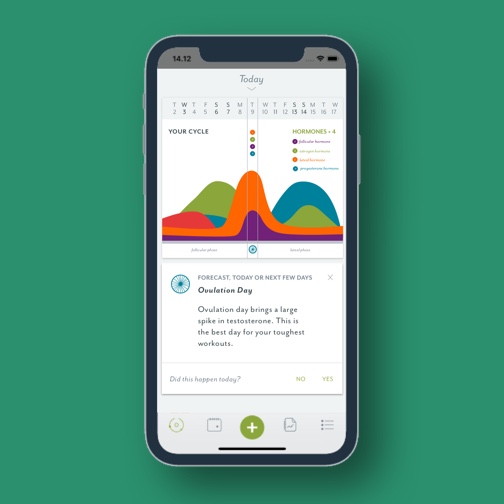 14.12
Today
T W T F S S M T W T F S S M T W
2 3 4 5 6 7 8 9 10 11 12 13 14 15 16 17
YOUR CYCLE
HORMONES • 4
follicular hormone
estrogen hormone
luteal hormone
progesterone hormone
follicular phase
luteal phase
FORECAST, TODAY OR NEXT FEW DAYS
Ovulation Day
Ovulation day brings a large
spike in testosterone. This is
the best day for your toughest
workouts.
Did this happen today? NO YES